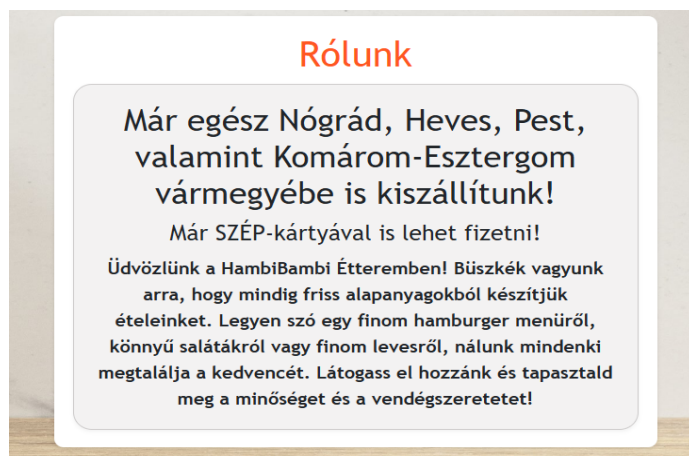 Rólunk
Már egész Nógrád, Heves, Pest,
valamint Komárom-Esztergom
vármegyébe is kiszállítunk!
Már SZÉP-kártyával is lehet fizetni!
Üdvözlünk a HambiBambi Étteremben! Büszkék vagyunk
arra, hogy mindig friss alapanyagokból készítjük
ételeinket. Legyen szó egy finom hamburger menüről,
könnyű salátákról vagy finom levesről, nálunk mindenki
megtalálja a kedvencét. Látogass el hozzánk és tapasztald
meg a minőséget és a vendégszeretetet!